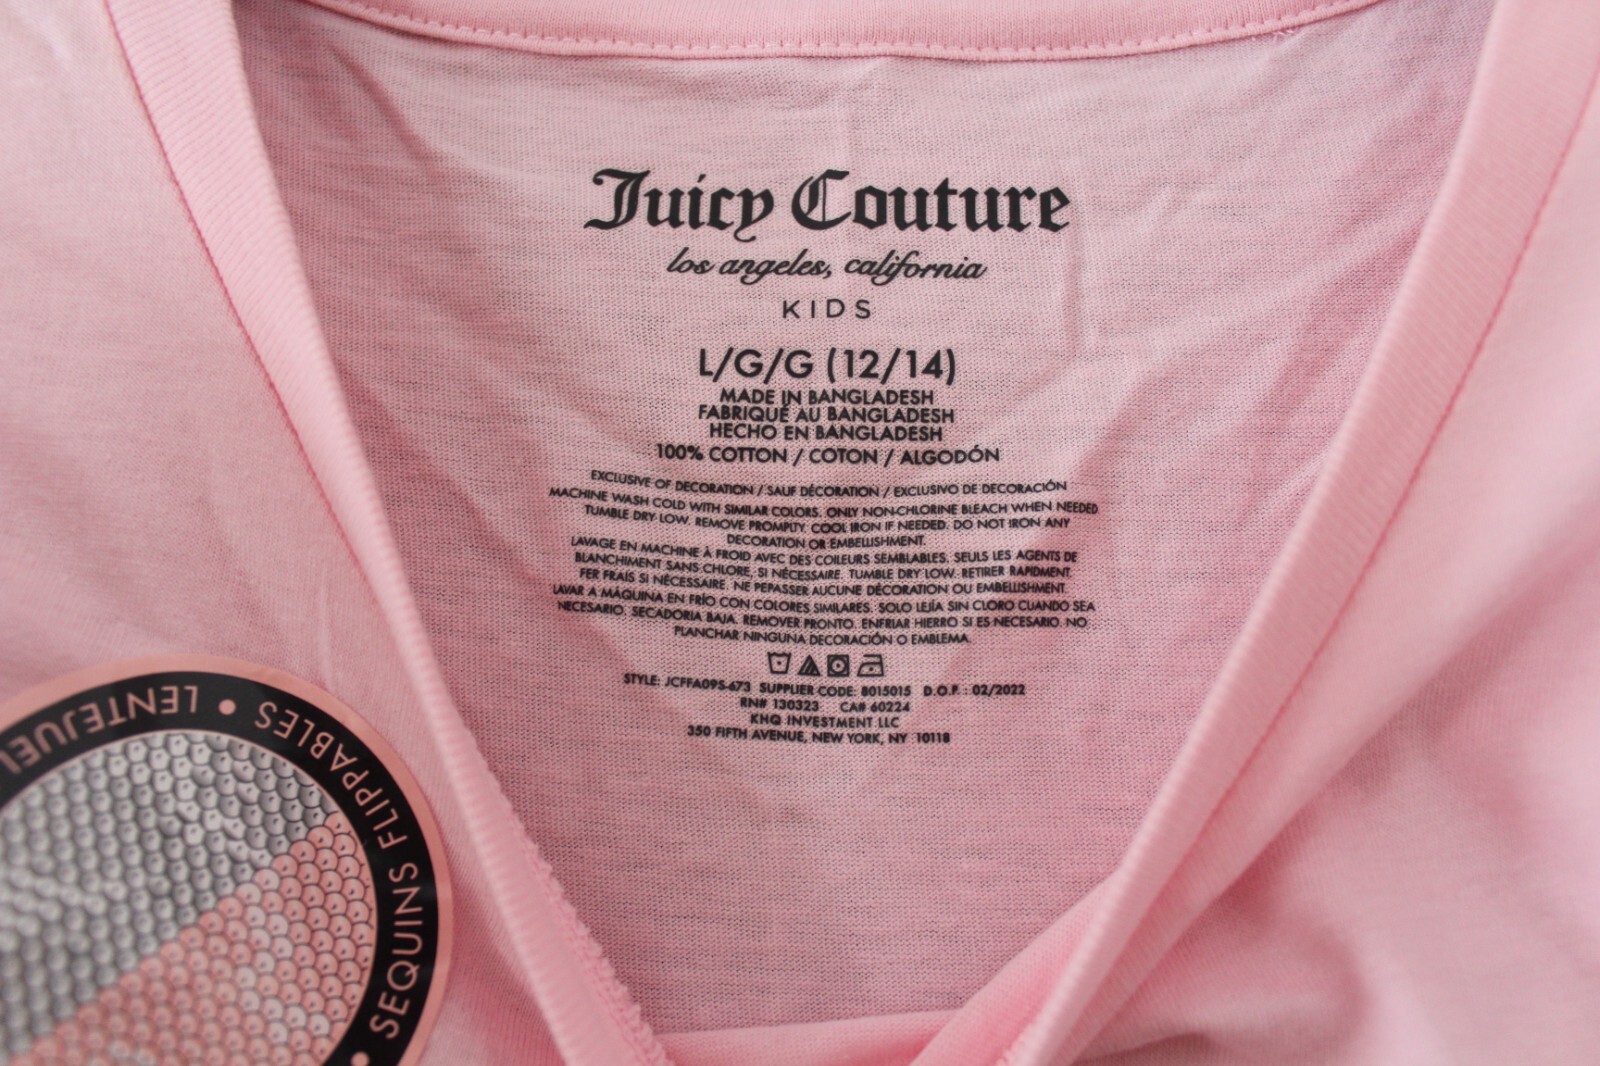 Juicy Couture
los angeles, california
KIDS
L/G/G (12/14)
MADE IN BANGLADESH
FABRIQUÉ AU BANGLADESH
HECHO EN BANGLADESH
100% COTTON / COTON / ALGODÓN
EXCLUSIVE OF DECORATION / SAUF DÉCORATION / EXCLUSIVO DE DECORACIÓN
MACHINE WASH COLD WITH SIMILAR COLORS. ONLY NON-CHLORINE BLEACH WHEN NEEDED
TUMBLE DRY LOW. REMOVE PROMPLTY. COOL IRON IF NEEDED. DO NOT IRON ANY
DECORATION OR EMBELLISHMENT.
LAVAGE EN MACHINE À FROID AVEC DES COILEURS SEMBLABLES. SEULS LES AGENTS DE
BLANCHIMENT SANS CHLORE, SI NÉCESSAIRE. TUMBLE DRY LOW. RETIRER RAPIDMENT.
FER FRAIS SI NÉCESSAIRE. NE PEPASSER AUCUNE DÉCORATION OU EMBELLISHMENT.
LAVAR A MÁQUINA EN FRÍO CON COLORES SIMILARES. SOLO LEJÍA SIN CLORO CUANDO SEA
NECESARIO. SECADORIA BAJA. REMOVER PRONTO. ENFRIAR HIERRO SI ES NECESARIO. NO
PLANCHAR NINGUNA DECORACIÓN O EMBLEMA.
STYLE: JCFFA09S-673 SUPPLIER CODE: 8015015 D.O.P. : 02/2022
RN# 130323 CA# 60224
KHQ INVESTMENT LLC
350 FIFTH AVENUE, NEW YORK, NY 10118
LENTEJUEL
• SEQUINS FLIPPABLES •